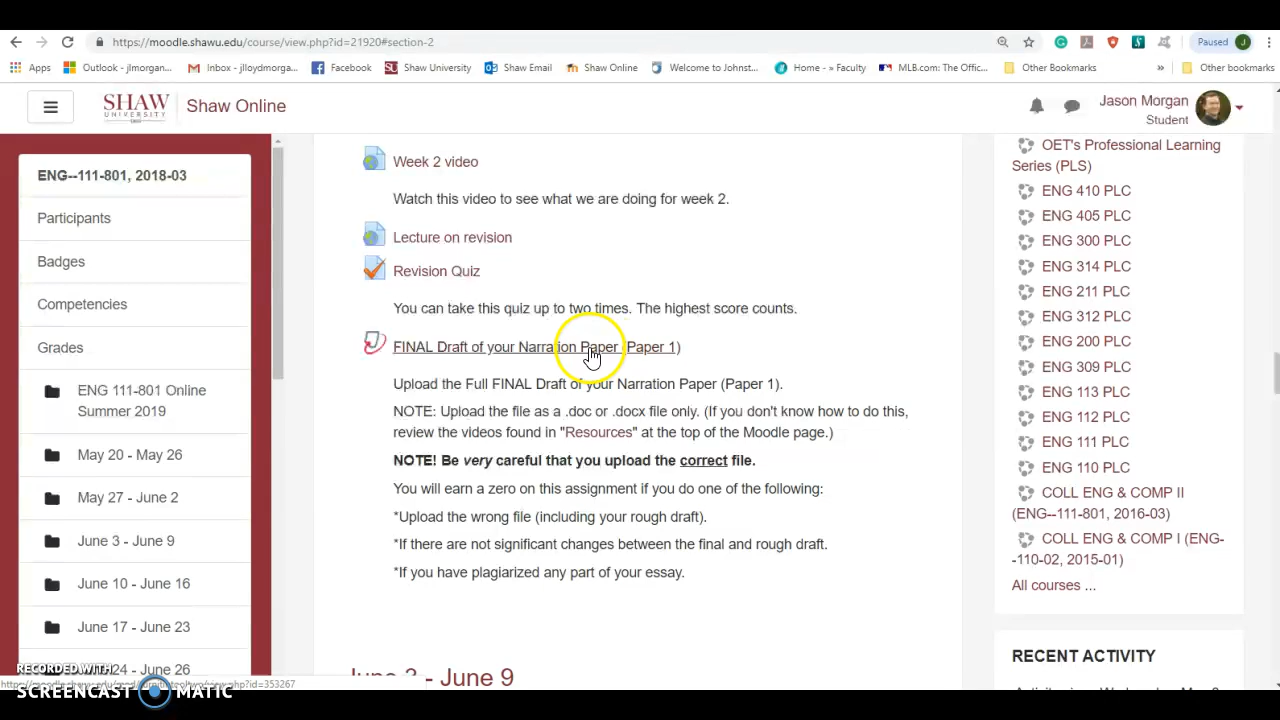 https://moodle.shawu.edu/course/view.php?id=21920#section-2
Paused J
Apps Outlook - jlmorgan... Inbox - jlloydmorga... Facebook Shaw University Shaw Email Shaw Online Welcome to Johnst... Home - » Faculty MLB.com: The Offic... Other Bookmarks » Other bookmarks
SHAW
UNIVERSITY
Shaw Online
Jason Morgan
Student
ENG--111-801, 2018-03
Participants
Badges
Competencies
Grades
ENG 111-801 Online
Summer 2019
May 20 - May 26
May 27 - June 2
June 3 - June 9
June 10 - June 16
June 17 - June 23
24 - June 26
Week 2 video
Watch this video to see what we are doing for week 2.
Lecture on revision
Revision Quiz
You can take this quiz up to two times. The highest score counts.
FINAL Draft of your Narration Paper (Paper 1)
Upload the Full FINAL Draft of your Narration Paper (Paper 1).
NOTE: Upload the file as a .doc or .docx file only. (If you don't know how to do this,
review the videos found in "Resources" at the top of the Moodle page.)
NOTE! Be very careful that you upload the correct file.
You will earn a zero on this assignment if you do one of the following:
*Upload the wrong file (including your rough draft).
*If there are not significant changes between the final and rough draft.
*If you have plagiarized any part of your essay.
June 3 - June 9
OET's Professional Learning
Series (PLS)
ENG 410 PLC
ENG 405 PLC
ENG 300 PLC
ENG 314 PLC
ENG 211 PLC
ENG 312 PLC
ENG 200 PLC
ENG 309 PLC
ENG 113 PLC
ENG 112 PLC
ENG 111 PLC
ENG 110 PLC
COLL ENG & COMP II
(ENG--111-801, 2016-03)
COLL ENG & COMP I (ENG-
-110-02, 2015-01)
All courses ...
RECENT ACTIVITY
RECORDED WITH
SCREENCAST MATIC